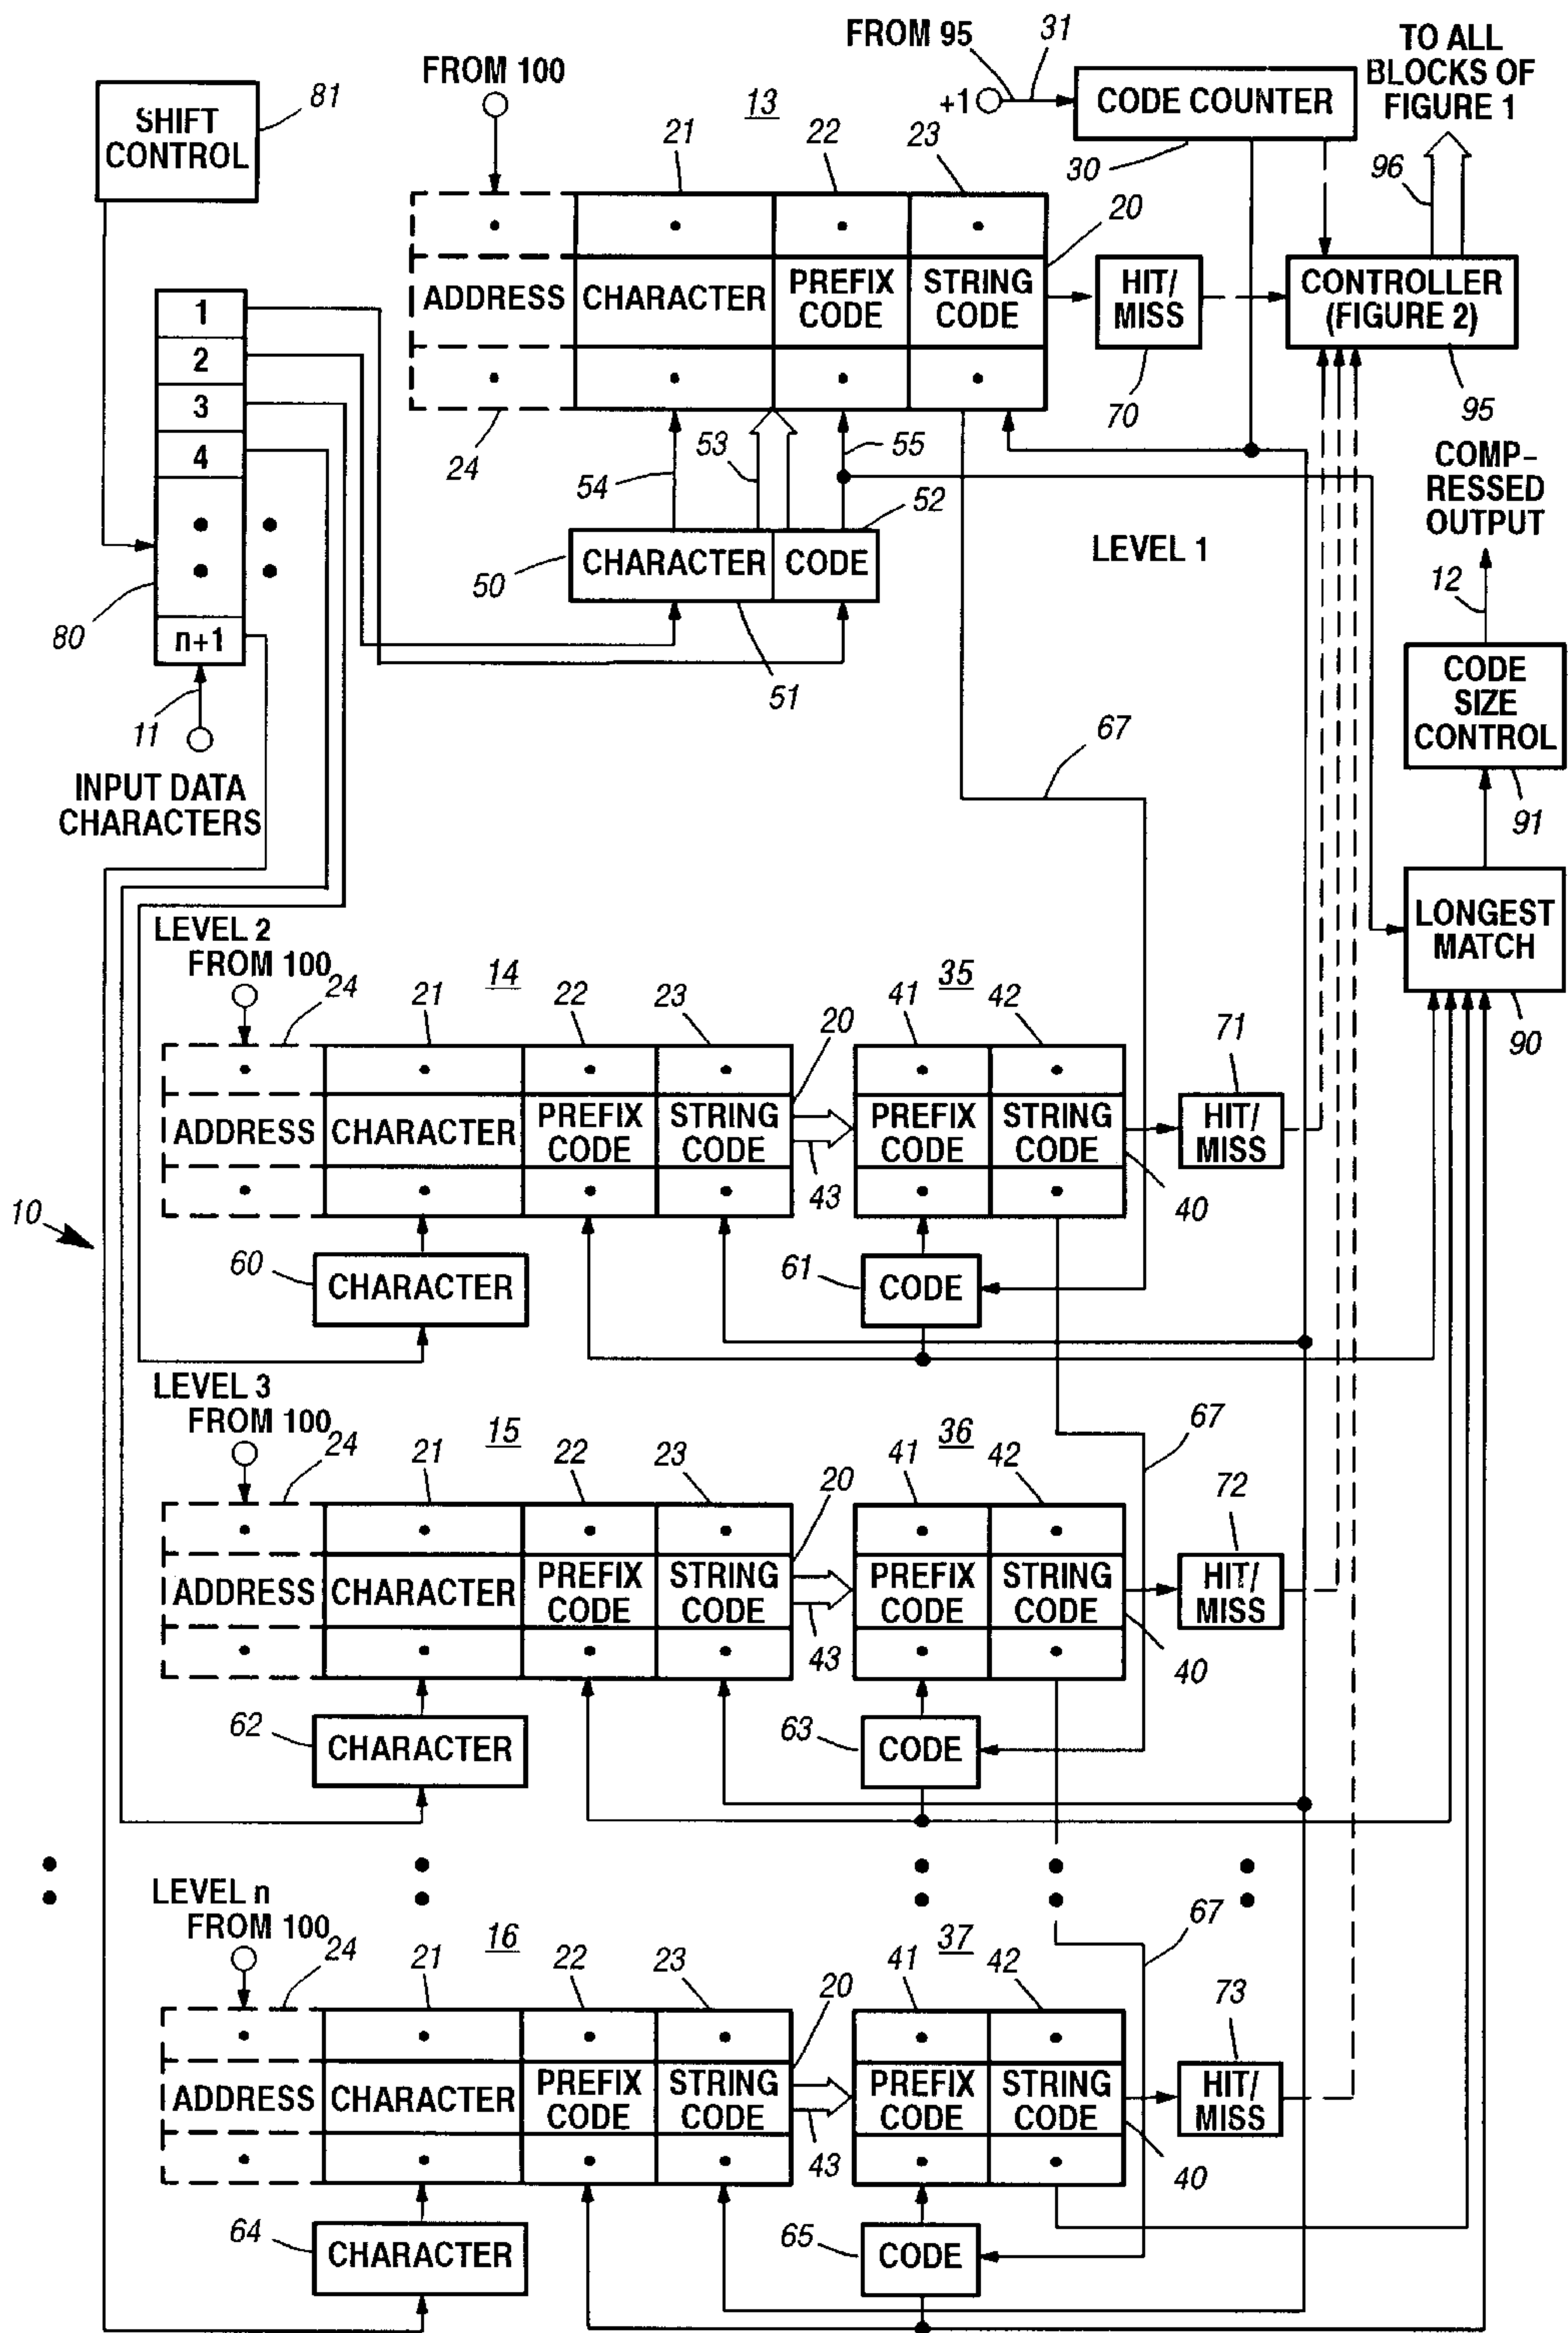 FROM 95
31
TO ALL
BLOCKS OF
FIGURE 1
SHIFT
CONTROL
81
FROM 100
13
+1
CODE COUNTER
30
96
21
22
23
20
ADDRESS
CHARACTER
PREFIX
CODE
STRING
CODE
HIT/
MISS
70
CONTROLLER
(FIGURE 2)
95
1
2
3
4
n+1
80
11
INPUT DATA
CHARACTERS
24
54
53
55
52
50
CHARACTER
CODE
51
LEVEL 1
COMP-
RESSED
OUTPUT
12
CODE
SIZE
CONTROL
91
67
LONGEST
MATCH
90
LEVEL 2
FROM 100
24
21
14
22
23
20
41
35
42
71
ADDRESS
CHARACTER
PREFIX
CODE
STRING
CODE
43
PREFIX
CODE
STRING
CODE
40
HIT/
MISS
10
60
CHARACTER
61
CODE
LEVEL 3
FROM 100
24
21
15
22
23
20
41
36
42
67
72
ADDRESS
CHARACTER
PREFIX
CODE
STRING
CODE
43
PREFIX
CODE
STRING
CODE
40
HIT/
MISS
62
CHARACTER
63
CODE
LEVEL n
FROM 100
24
21
16
22
23
20
41
37
42
67
73
ADDRESS
CHARACTER
PREFIX
CODE
STRING
CODE
43
PREFIX
CODE
STRING
CODE
40
HIT/
MISS
64
CHARACTER
65
CODE